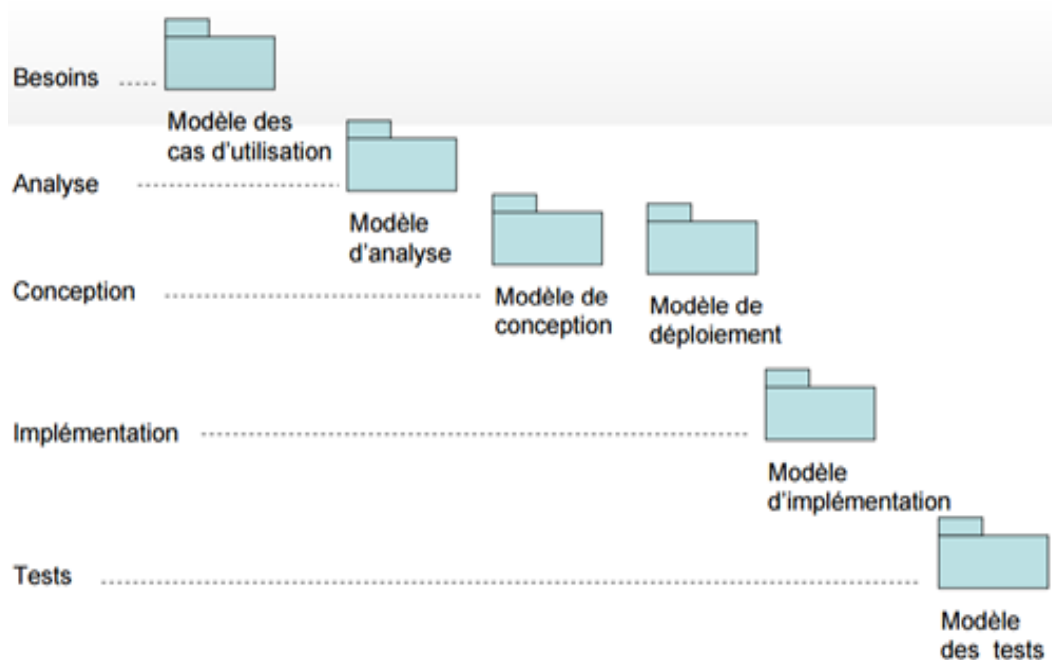 Besoins .....
Modèle des
cas d'utilisation
Analyse ..........................
Modèle
d'analyse
Conception ........................................
Modèle de
conception
Modèle de
déploiement
Implémentation ......................................................................
Modèle
d'implémentation
Tests ....................................................................................................
Modèle
des tests